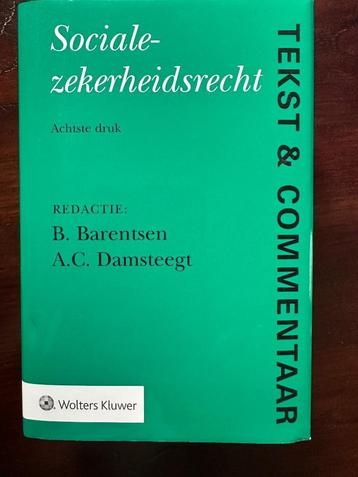 Sociale-
zekerheidsrecht
Achtste druk
REDACTIE:
B. Barentsen
A.C. Damsteegt
Wolters Kluwer
TEKST & COMMENTAAR